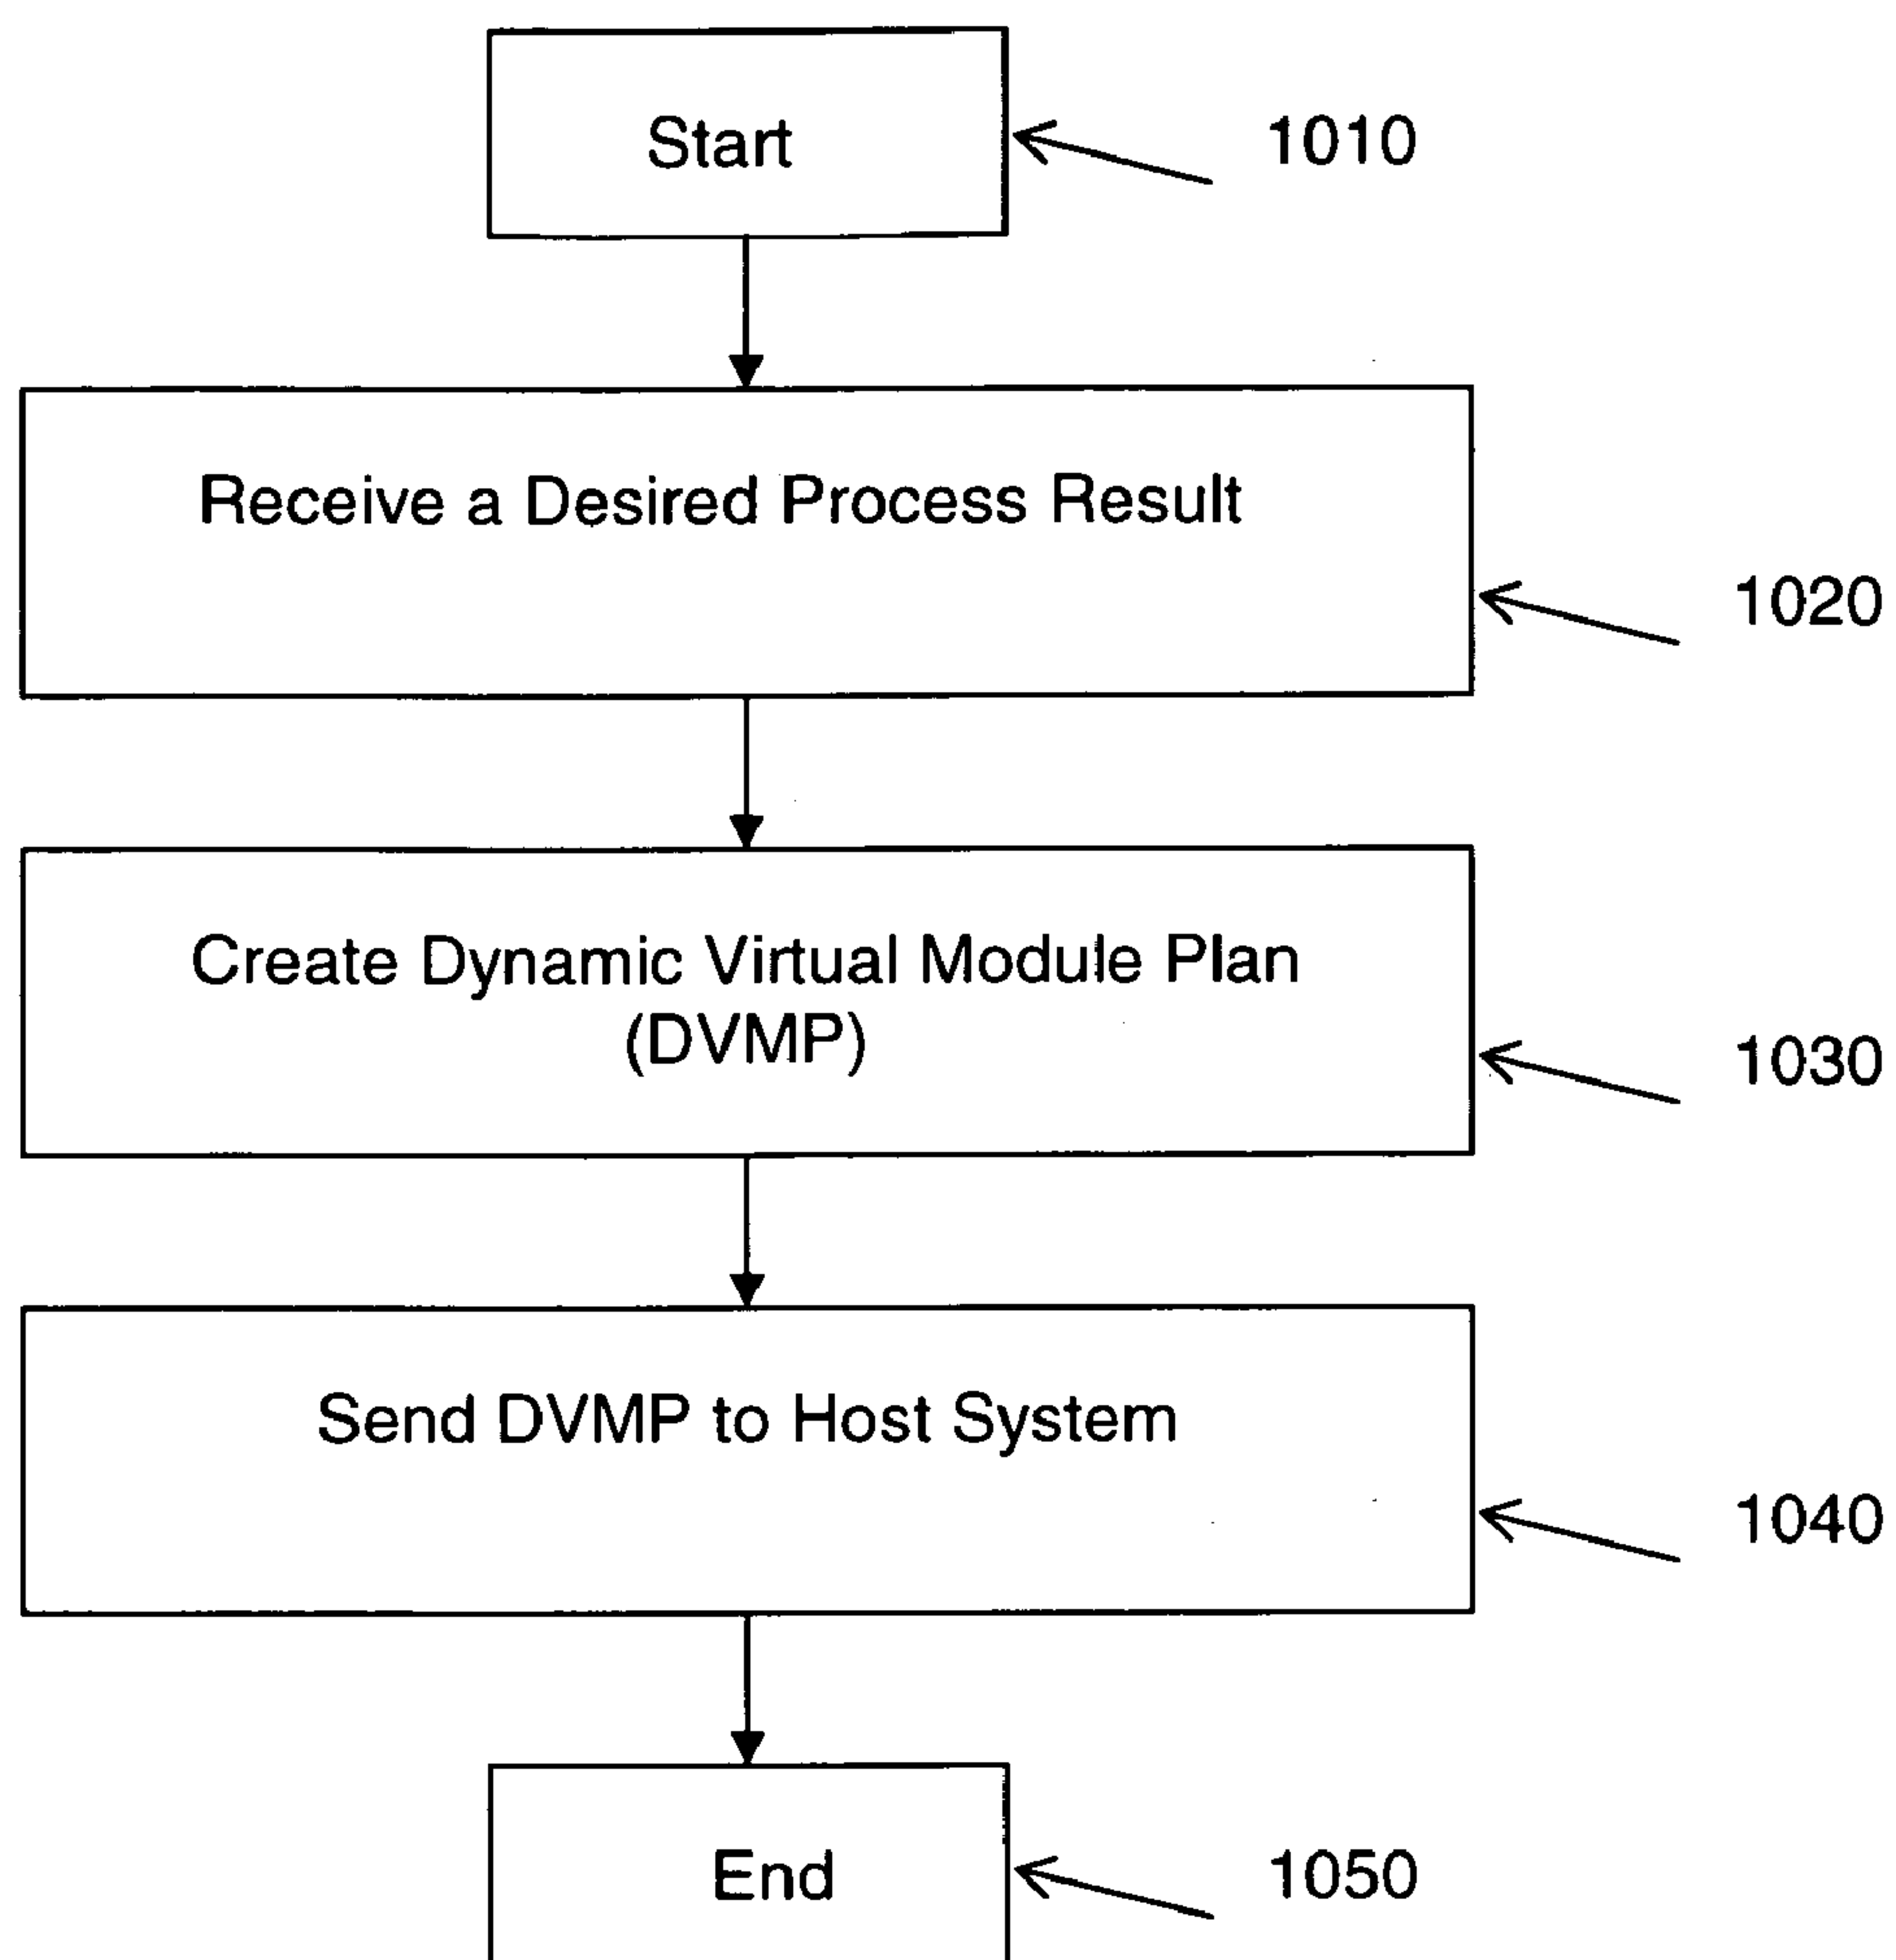 Start
1010
Receive a Desired Process Result
1020
Create Dynamic Virtual Module Plan
(DVMP)
1030
Send DVMP to Host System
1040
End
1050